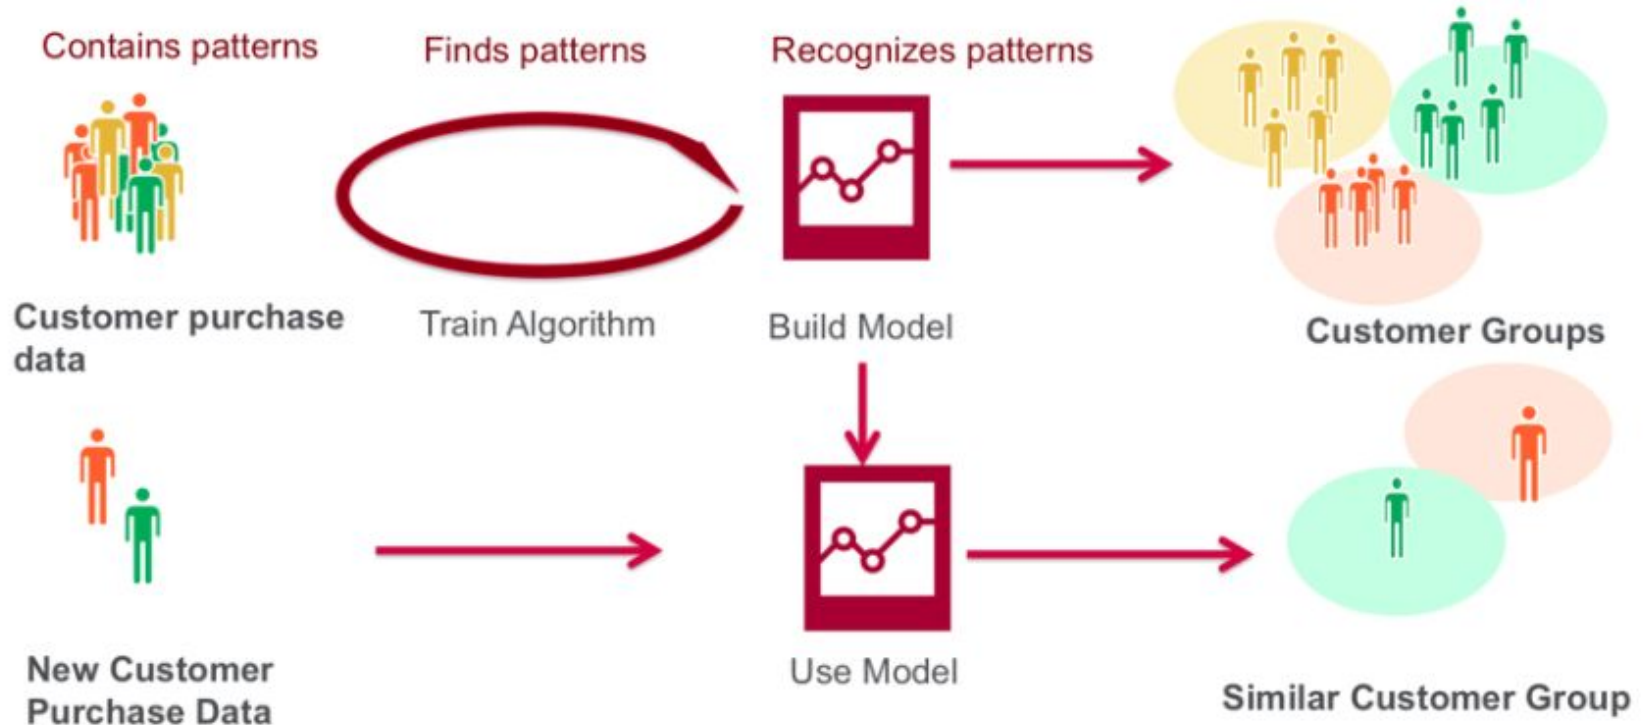 Contains patterns
Finds patterns
Recognizes patterns
Customer purchase
data
Train Algorithm
Build Model
Customer Groups
New Customer
Purchase Data
Use Model
Similar Customer Group